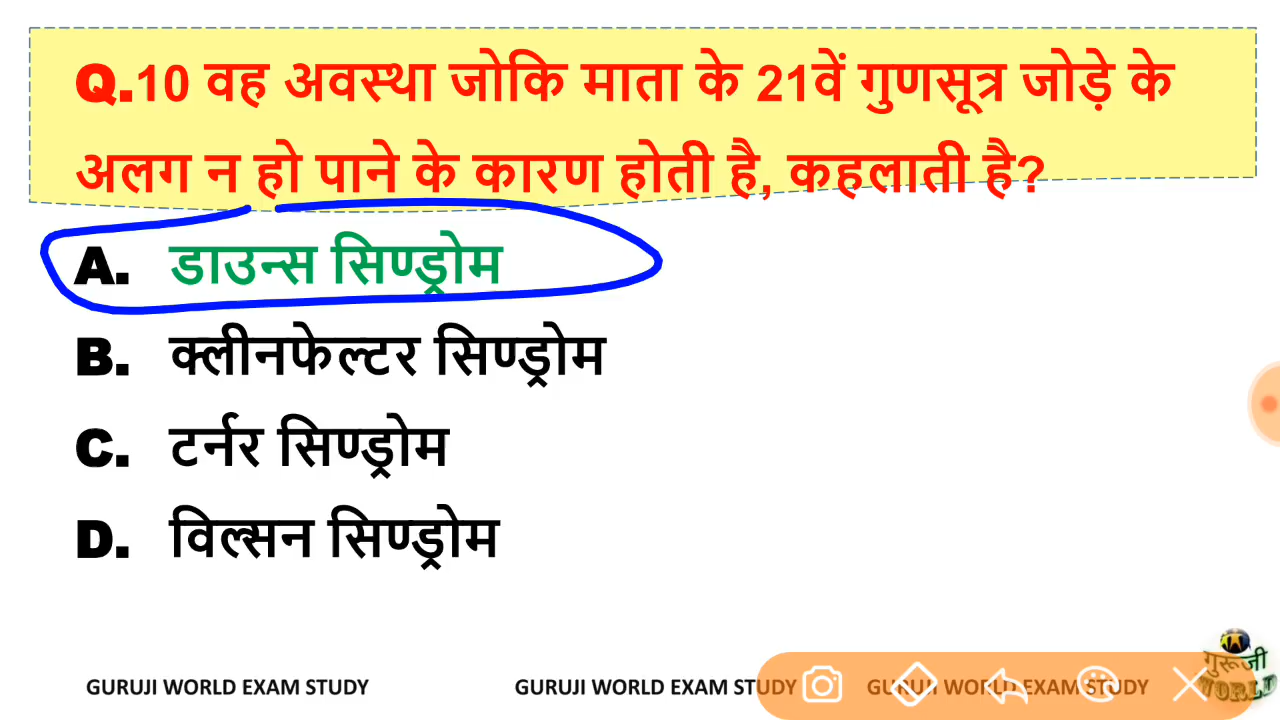 Q.10 वह अवस्था जोकि माता के 21वें गुणसूत्र जोड़े के
अलग न हो पाने के कारण होती है, कहलाती है?
A. डाउन्स सिण्ड्रोम
B. क्लीनफेल्टर सिण्ड्रोम
C. टर्नर सिण्ड्रोम
D. विल्सन सिण्ड्रोम
GURUJI WORLD EXAM STUDY GURUJI WORLD EXAM STUDY GURUJI WORLD EXAM STUDY
गुरूजी
WORLD